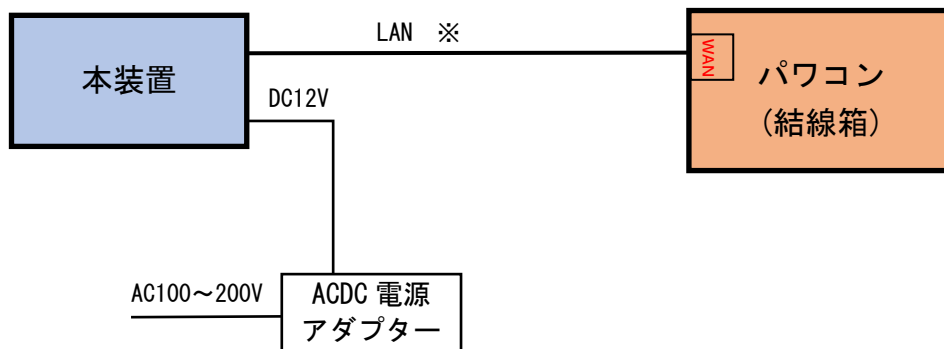 LAN ※
本装置
WAN
パワコン
(結線箱)
DC12V
AC100～200V
ACDC 電源
アダプター